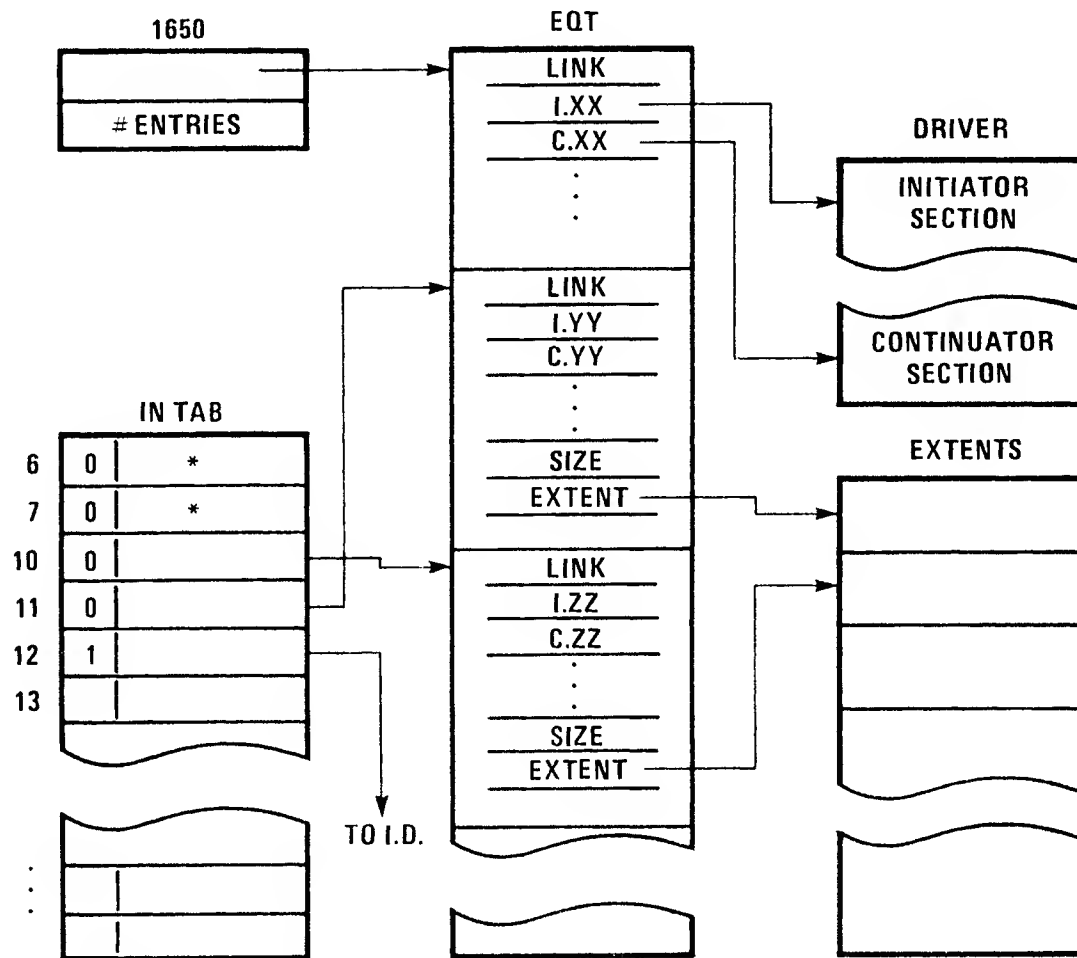 1650
# ENTRIES
EQT
LINK
I.XX
C.XX
.
.
.
LINK
I.YY
C.YY
.
.
.
SIZE
EXTENT
LINK
I.ZZ
C.ZZ
.
.
.
SIZE
EXTENT
DRIVER
INITIATOR
SECTION
CONTINUATOR
SECTION
EXTENTS
IN TAB
6 0 *
7 0 *
10 0
11 0
12 1
13
.
.
.
TO I.D.